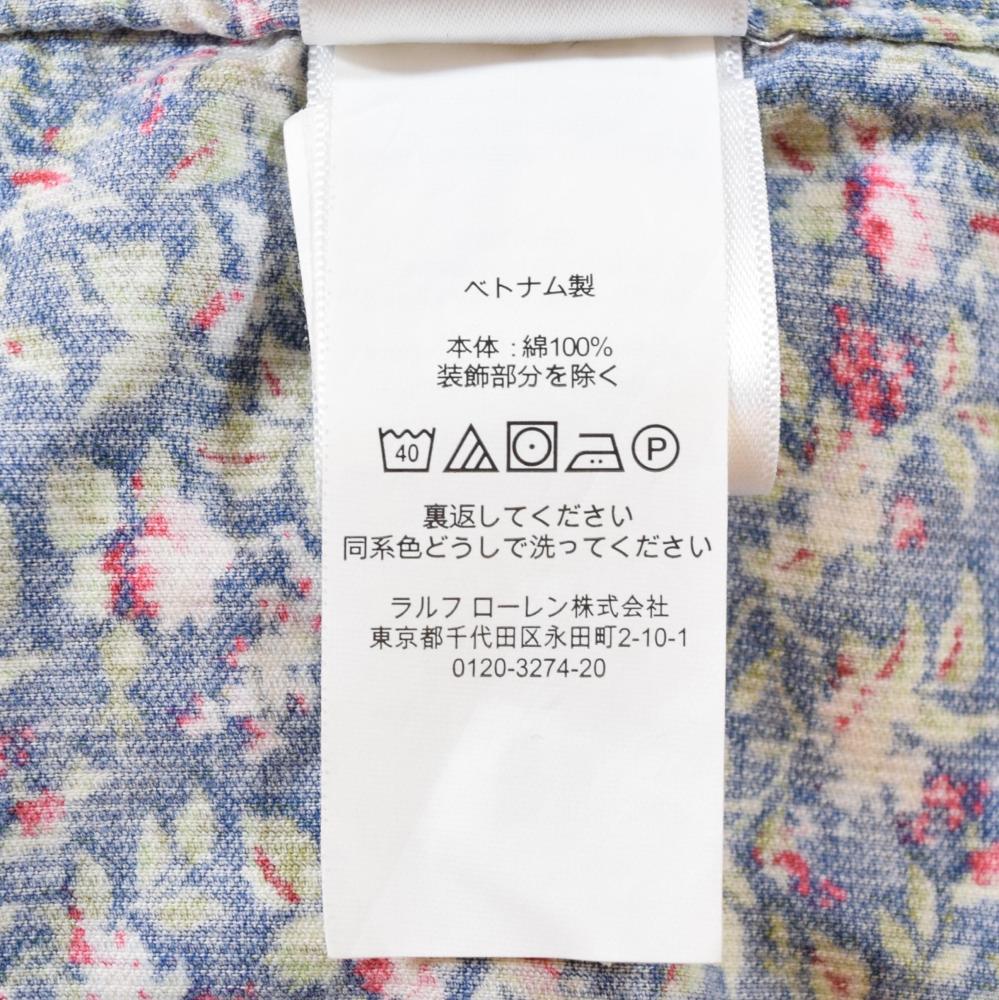 ベトナム製
本体 : 綿100%
装飾部分を除く
40 P
裏返してください
同系色どうしで洗ってください
ラルフ ローレン株式会社
東京都千代田区永田町2-10-1
0120-3274-20